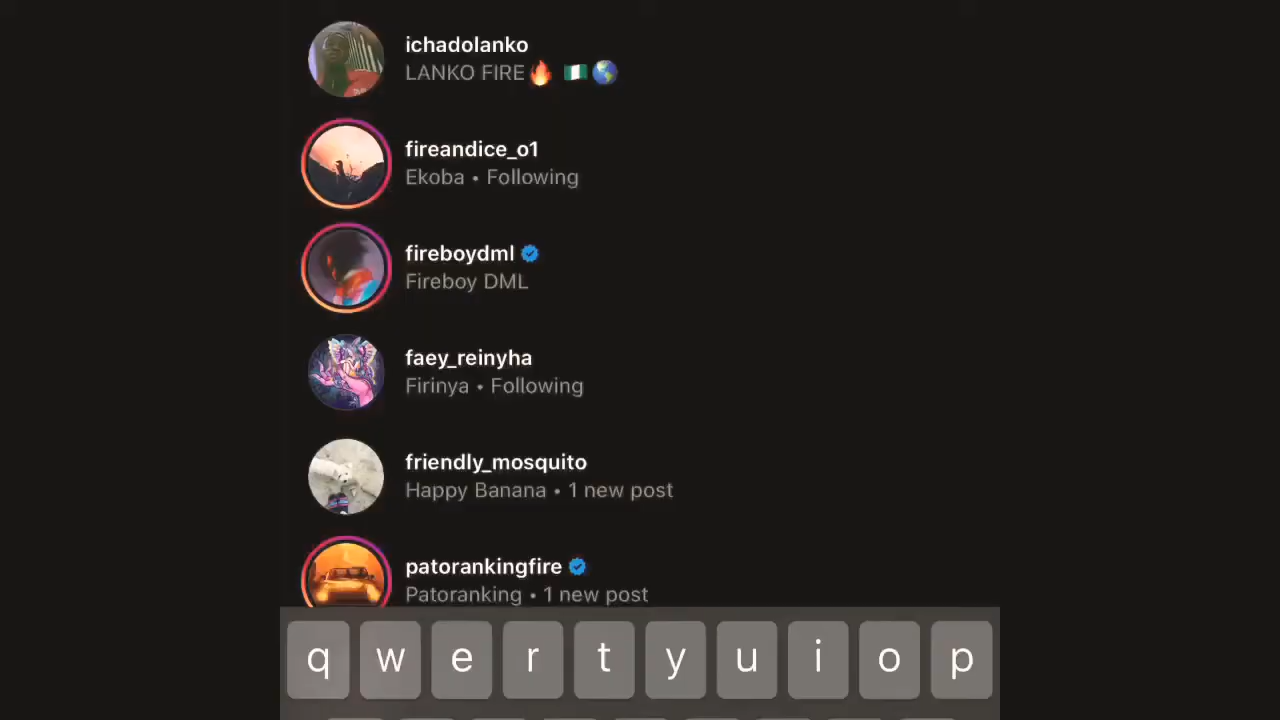 ichadolanko
LANKO FIRE🔥 🇳🇬🌎
fireandice_o1
Ekoba • Following
fireboydml
Fireboy DML
faey_reinyha
Firinya • Following
friendly_mosquito
Happy Banana • 1 new post
patorankingfire
Patoranking • 1 new post
q w e r t y u i o p